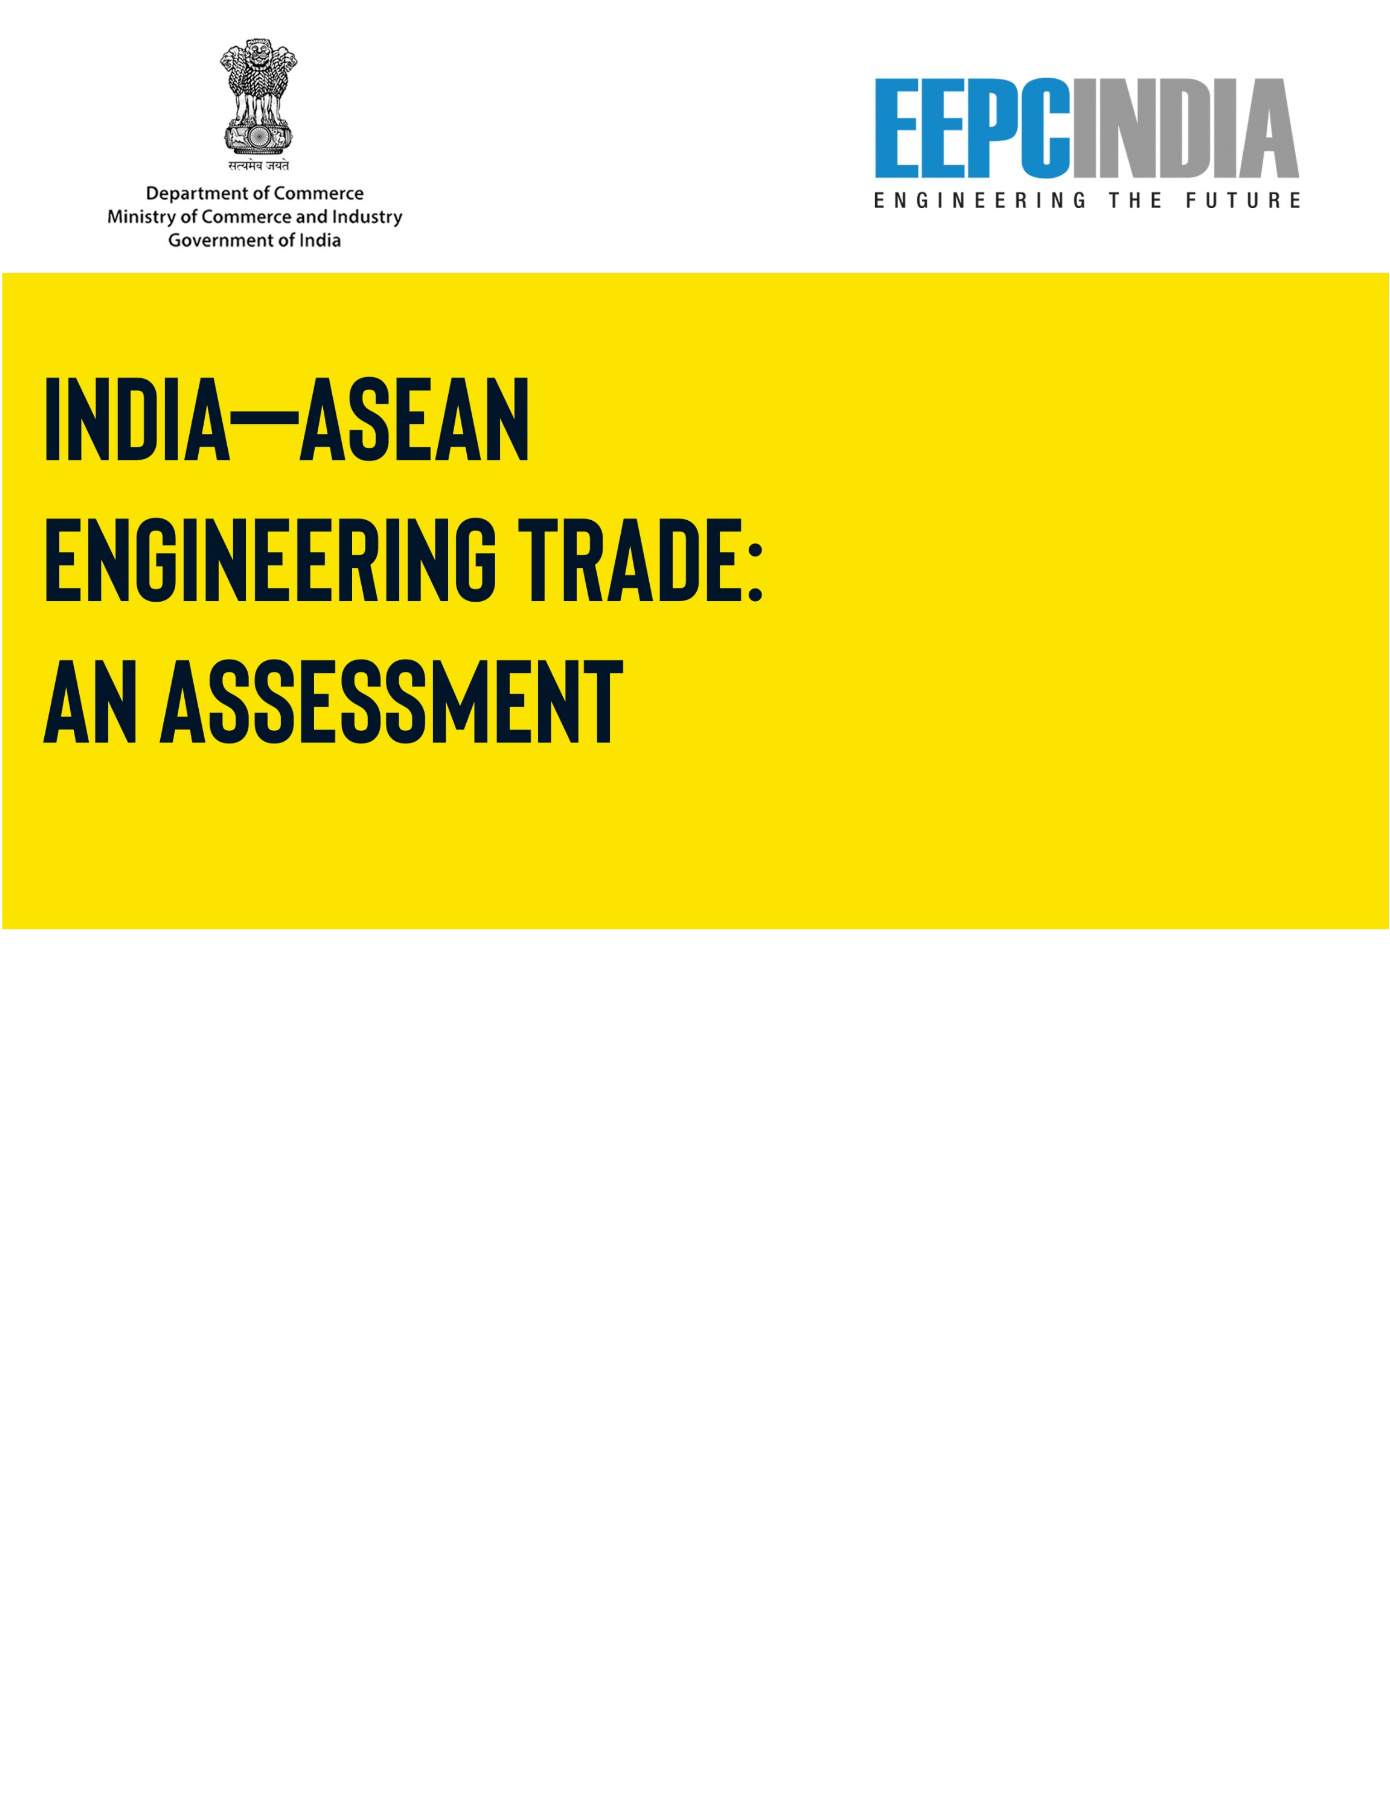 सत्यमेव जयते
Department of Commerce
Ministry of Commerce and Industry
Government of India
EEPCINDIA
ENGINEERING THE FUTURE
INDIA—ASEAN
ENGINEERING TRADE:
AN ASSESSMENT